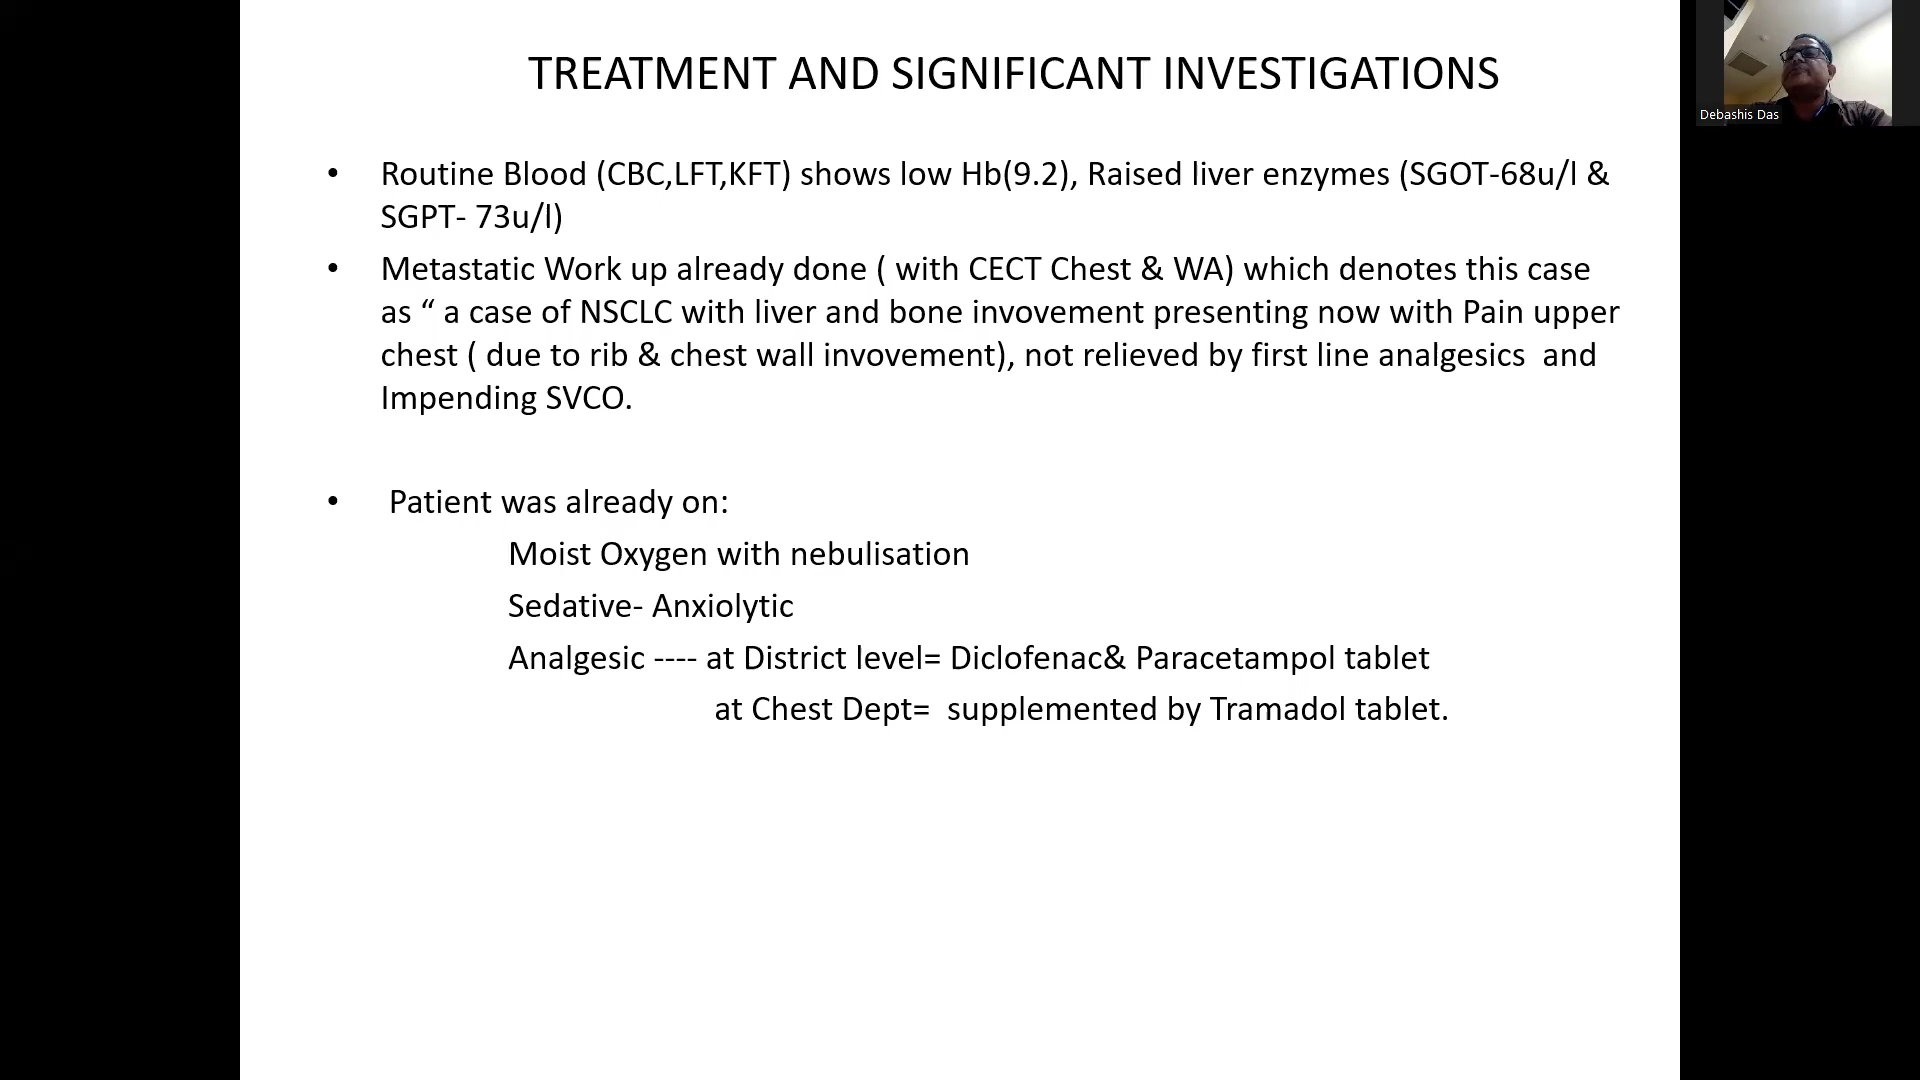 TREATMENT AND SIGNIFICANT INVESTIGATIONS
Debashis Das
• Routine Blood (CBC,LFT,KFT) shows low Hb(9.2), Raised liver enzymes (SGOT-68u/l &
SGPT- 73u/l)
• Metastatic Work up already done ( with CECT Chest & WA) which denotes this case
as “ a case of NSCLC with liver and bone invovement presenting now with Pain upper
chest ( due to rib & chest wall invovement), not relieved by first line analgesics and
Impending SVCO.
• Patient was already on:
Moist Oxygen with nebulisation
Sedative- Anxiolytic
Analgesic ---- at District level= Diclofenac& Paracetampol tablet
at Chest Dept= supplemented by Tramadol tablet.